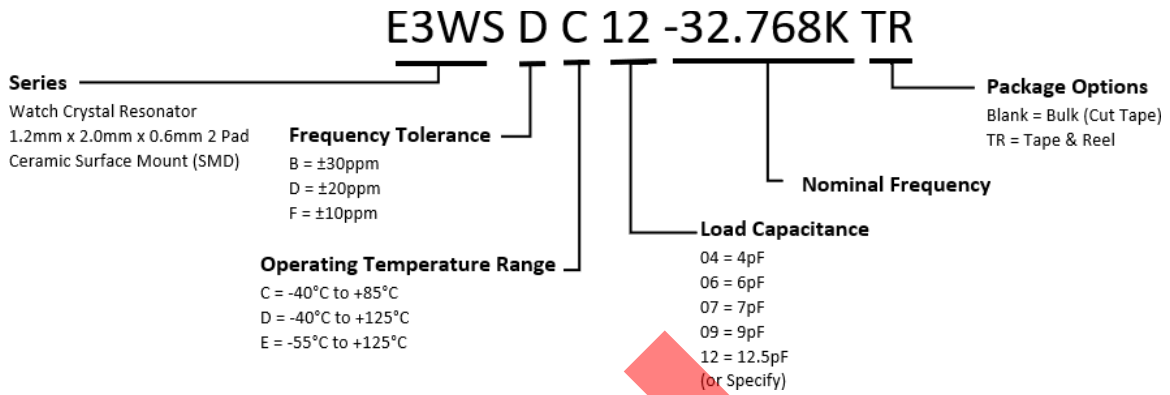 E3WS D C 12 -32.768K TR
Series
Watch Crystal Resonator
1.2mm x 2.0mm x 0.6mm 2 Pad
Ceramic Surface Mount (SMD)
Frequency Tolerance
B = ±30ppm
D = ±20ppm
F = ±10ppm
Operating Temperature Range
C = -40°C to +85°C
D = -40°C to +125°C
E = -55°C to +125°C
Load Capacitance
04 = 4pF
06 = 6pF
07 = 7pF
09 = 9pF
12 = 12.5pF
(or Specify)
Nominal Frequency
Package Options
Blank = Bulk (Cut Tape)
TR = Tape & Reel